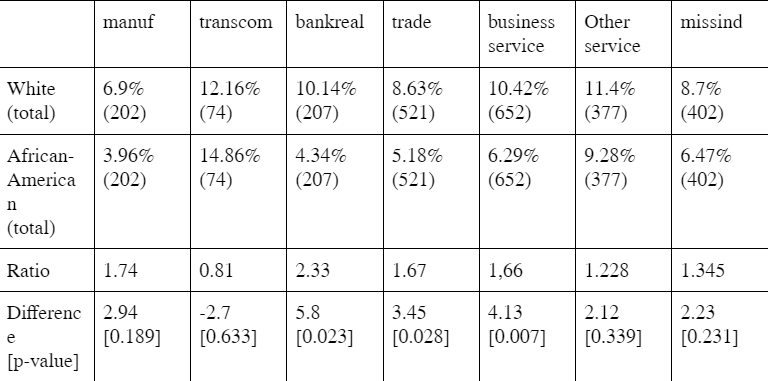 manuf transcom bankreal trade business Other missind
service service
White 6.9% 12.16% 10.14% 8.63% 10.42% 11.4% 8.7%
(total) (202) (74) (207) (521) (652) (377) (402)
African- 3.96% 14.86% 4.34% 5.18% 6.29% 9.28% 6.47%
America (202) (74) (207) (521) (652) (377) (402)
n
(total)
Ratio 1.74 0.81 2.33 1.67 1,66 1.228 1.345
Differenc 2.94 -2.7 5.8 3.45 4.13 2.12 2.23
e [0.189] [0.633] [0.023] [0.028] [0.007] [0.339] [0.231]
[p-value]